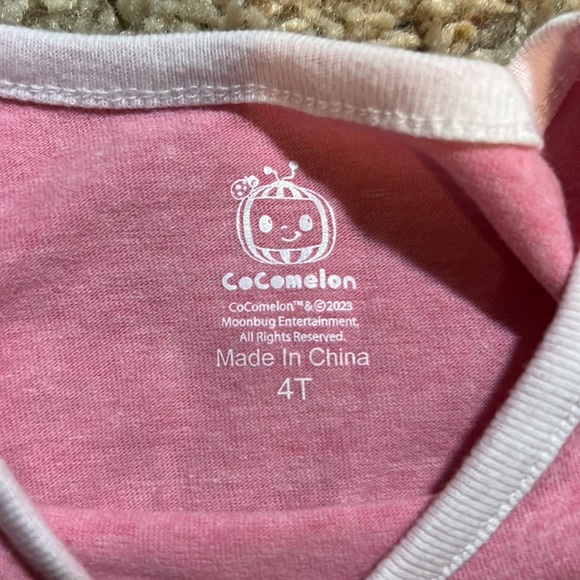 CoComelon
CoComelon™&©2023
Moonbug Entertainment,
All Rights Reserved.
Made In China
4T